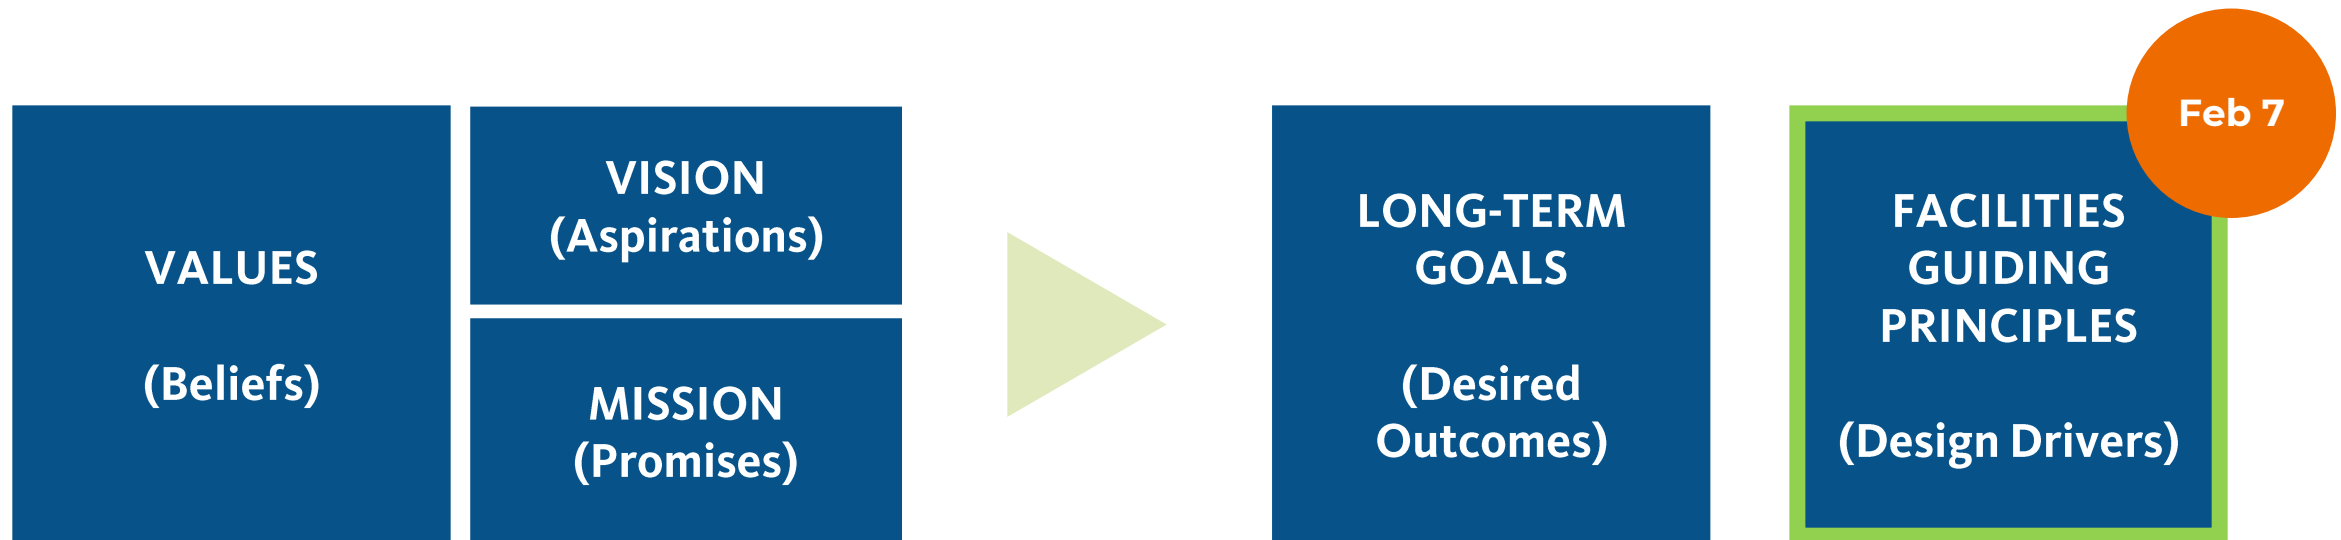 VALUES
(Beliefs)
VISION
(Aspirations)
MISSION
(Promises)
LONG-TERM
GOALS
(Desired
Outcomes)
FACILITIES
GUIDING
PRINCIPLES
(Design Drivers)
Feb 7